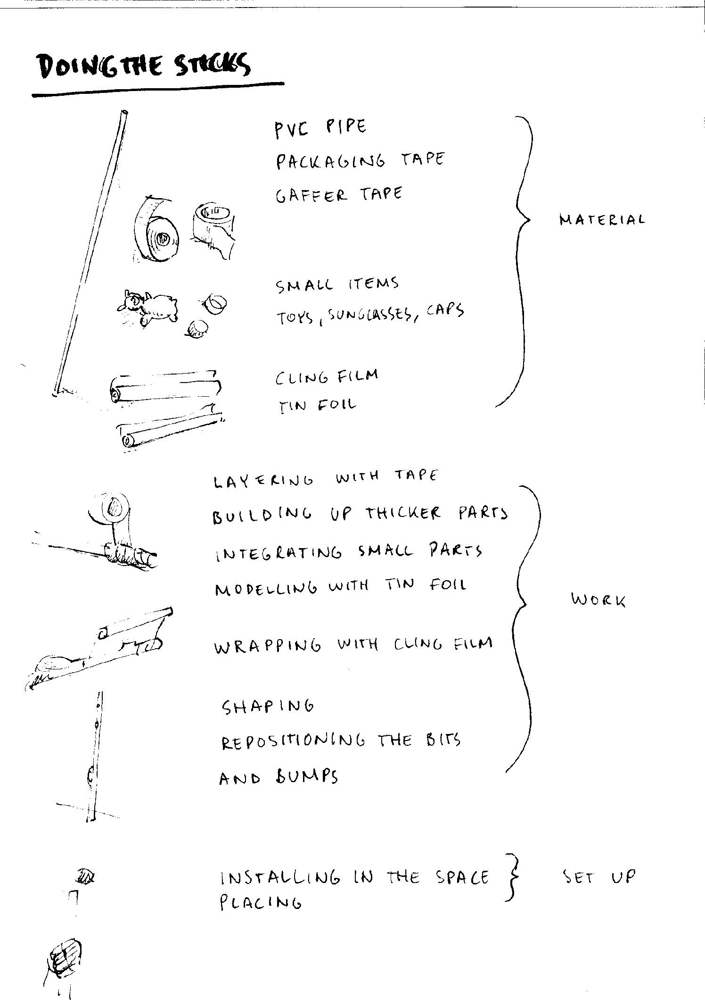 DOING THE STICKS
PVC PIPE
PACKAGING TAPE
GAFFER TAPE
MATERIAL
SMALL ITEMS
TOYS, SUNGLASSES, CAPS
CLING FILM
TIN FOIL
LAYERING WITH TAPE
BUILDING UP THICKER PARTS
INTEGRATING SMALL PARTS
MODELLING WITH TIN FOIL
WORK
WRAPPING WITH CLING FILM
SHAPING
REPOSITIONING THE BITS
AND BUMPS
INSTALLING IN THE SPACE
SET UP
PLACING